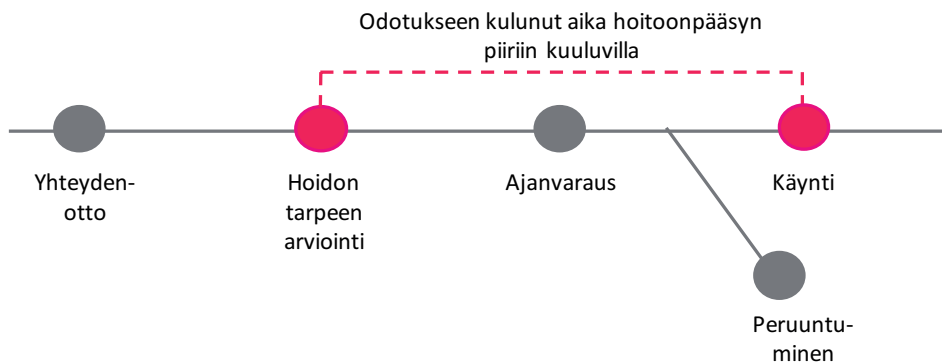 Odotukseen kulunut aika hoitoonpääsyn
piiriin kuuluvilla
Yhteyden-
otto
Hoidon
tarpeen
arviointi
Ajanvaraus
Käynti
Peruuntu-
minen